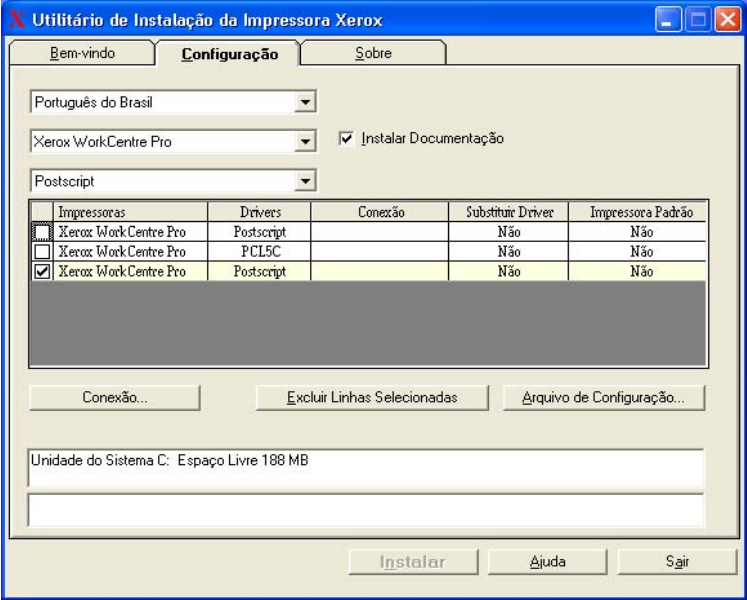 X Utilitário de Instalação da Impressora Xerox
Bem-vindo Configuração Sobre
Português do Brasil
Xerox WorkCentre Pro Instalar Documentação
Postscript
Impressoras Drivers Conexão Substituir Driver Impressora Padrão
Xerox WorkCentre Pro Postscript Não Não
Xerox WorkCentre Pro PCL5C Não Não
Xerox WorkCentre Pro Postscript Não Não
Conexão... Excluir Linhas Selecionadas Arquivo de Configuração...
Unidade do Sistema C: Espaço Livre 188 MB
Instalar Ajuda Sair